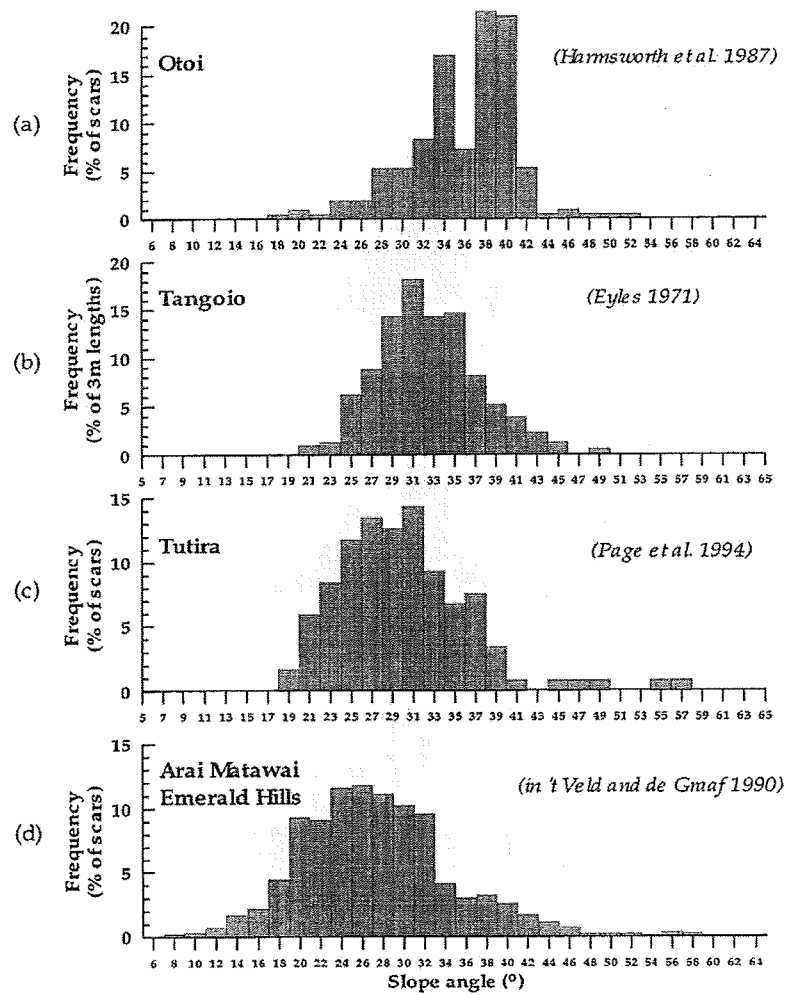 (a)
Frequency
(% of scars)
20
15
10
5
0
Otoi
(Harmsworth et al. 1987)
6 8 10 12 14 16 18 20 22 24 26 28 30 32 34 36 38 40 42 44 46 48 50 52 54 56 58 60 62 64
(b)
Frequency
(% of 3m lengths)
20
15
10
5
0
Tangoio
(Eyles 1971)
5 7 9 11 13 15 17 19 21 23 25 27 29 31 33 35 37 39 41 43 45 47 49 51 53 55 57 59 61 63 65
(c)
Frequency
(% of scars)
15
10
5
0
Tutira
(Page et al. 1994)
5 7 9 11 13 15 17 19 21 23 25 27 29 31 33 35 37 39 41 43 45 47 49 51 53 55 57 59 61 63 65
(d)
Frequency
(% of scars)
15
10
5
0
Arai Matawai
Emerald Hills
(in 't Veld and de Graaf 1990)
6 8 10 12 14 16 18 20 22 24 26 28 30 32 34 36 38 40 42 44 46 48 50 52 54 56 58 60 62 64
Slope angle (°)